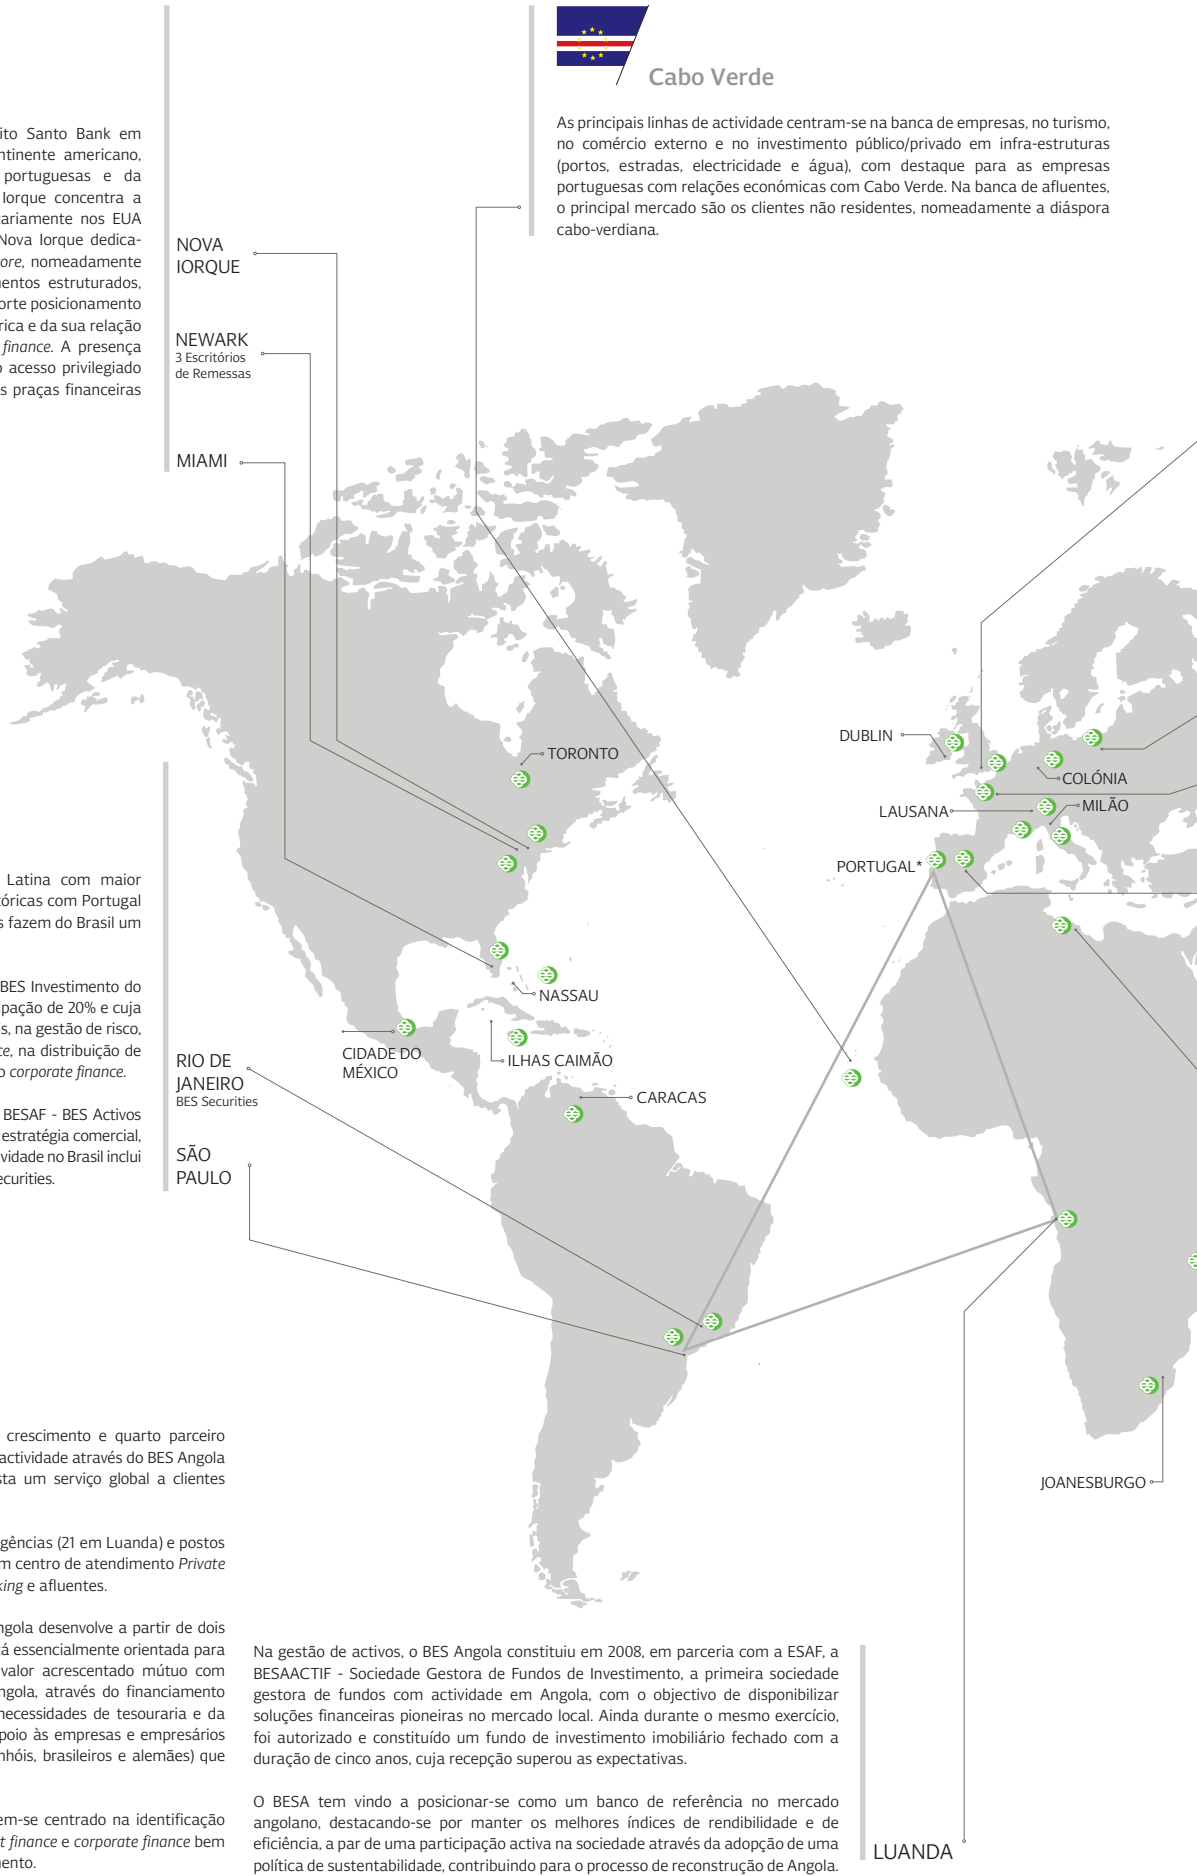 Cabo Verde
As principais linhas de actividade centram-se na banca de empresas, no turismo,
no comércio externo e no investimento público/privado em infra-estruturas
(portos, estradas, electricidade e água), com destaque para as empresas
portuguesas com relações económicas com Cabo Verde. Na banca de afluentes,
o principal mercado são os clientes não residentes, nomeadamente a diáspora
cabo-verdiana.
ito Santo Bank em
ntinente americano,
portuguesas e da
Iorque concentra a
tariamente nos EUA
Nova Iorque dedica-
ore, nomeadamente
mentos estruturados,
orte posicionamento
rica e da sua relação
finance. A presença
o acesso privilegiado
s praças financeiras
NOVA
IORQUE
NEWARK
3 Escritórios
de Remessas
MIAMI
TORONTO
DUBLIN
COLÓNIA
LAUSANA
MILÃO
PORTUGAL*
NASSAU
CIDADE DO
MÉXICO
ILHAS CAIMÃO
CARACAS
Latina com maior
tóricas com Portugal
s fazem do Brasil um
BES Investimento do
ipação de 20% e cuja
s, na gestão de risco,
ce, na distribuição de
o corporate finance.
BESAF - BES Activos
estratégia comercial,
vidade no Brasil inclui
ecurities.
RIO DE
JANEIRO
BES Securities
SÃO
PAULO
JOANESBURGO
crescimento e quarto parceiro
actividade através do BES Angola
sta um serviço global a clientes
gências (21 em Luanda) e postos
m centro de atendimento Private
king e afluentes.
ngola desenvolve a partir de dois
tá essencialmente orientada para
valor acrescentado mútuo com
ngola, através do financiamento
necessidades de tesouraria e da
poio às empresas e empresários
nhóis, brasileiros e alemães) que
em-se centrado na identificação
t finance e corporate finance bem
mento.
Na gestão de activos, o BES Angola constituiu em 2008, em parceria com a ESAF, a
BESAACTIF - Sociedade Gestora de Fundos de Investimento, a primeira sociedade
gestora de fundos com actividade em Angola, com o objectivo de disponibilizar
soluções financeiras pioneiras no mercado local. Ainda durante o mesmo exercício,
foi autorizado e constituído um fundo de investimento imobiliário fechado com a
duração de cinco anos, cuja recepção superou as expectativas.
O BESA tem vindo a posicionar-se como um banco de referência no mercado
angolano, destacando-se por manter os melhores índices de rendibilidade e de
eficiência, a par de uma participação activa na sociedade através da adopção de uma
política de sustentabilidade, contribuindo para o processo de reconstrução de Angola.
LUANDA